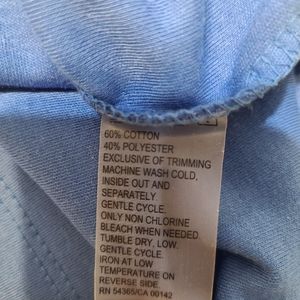 60% COTTON
40% POLYESTER
EXCLUSIVE OF TRIMMING
MACHINE WASH COLD,
INSIDE OUT AND
SEPARATELY.
GENTLE CYCLE.
ONLY NON CHLORINE
BLEACH WHEN NEEDED
TUMBLE DRY, LOW.
GENTLE CYCLE.
IRON AT LOW
TEMPERATURE ON
REVERSE SIDE.
RN 54365/CA 00142